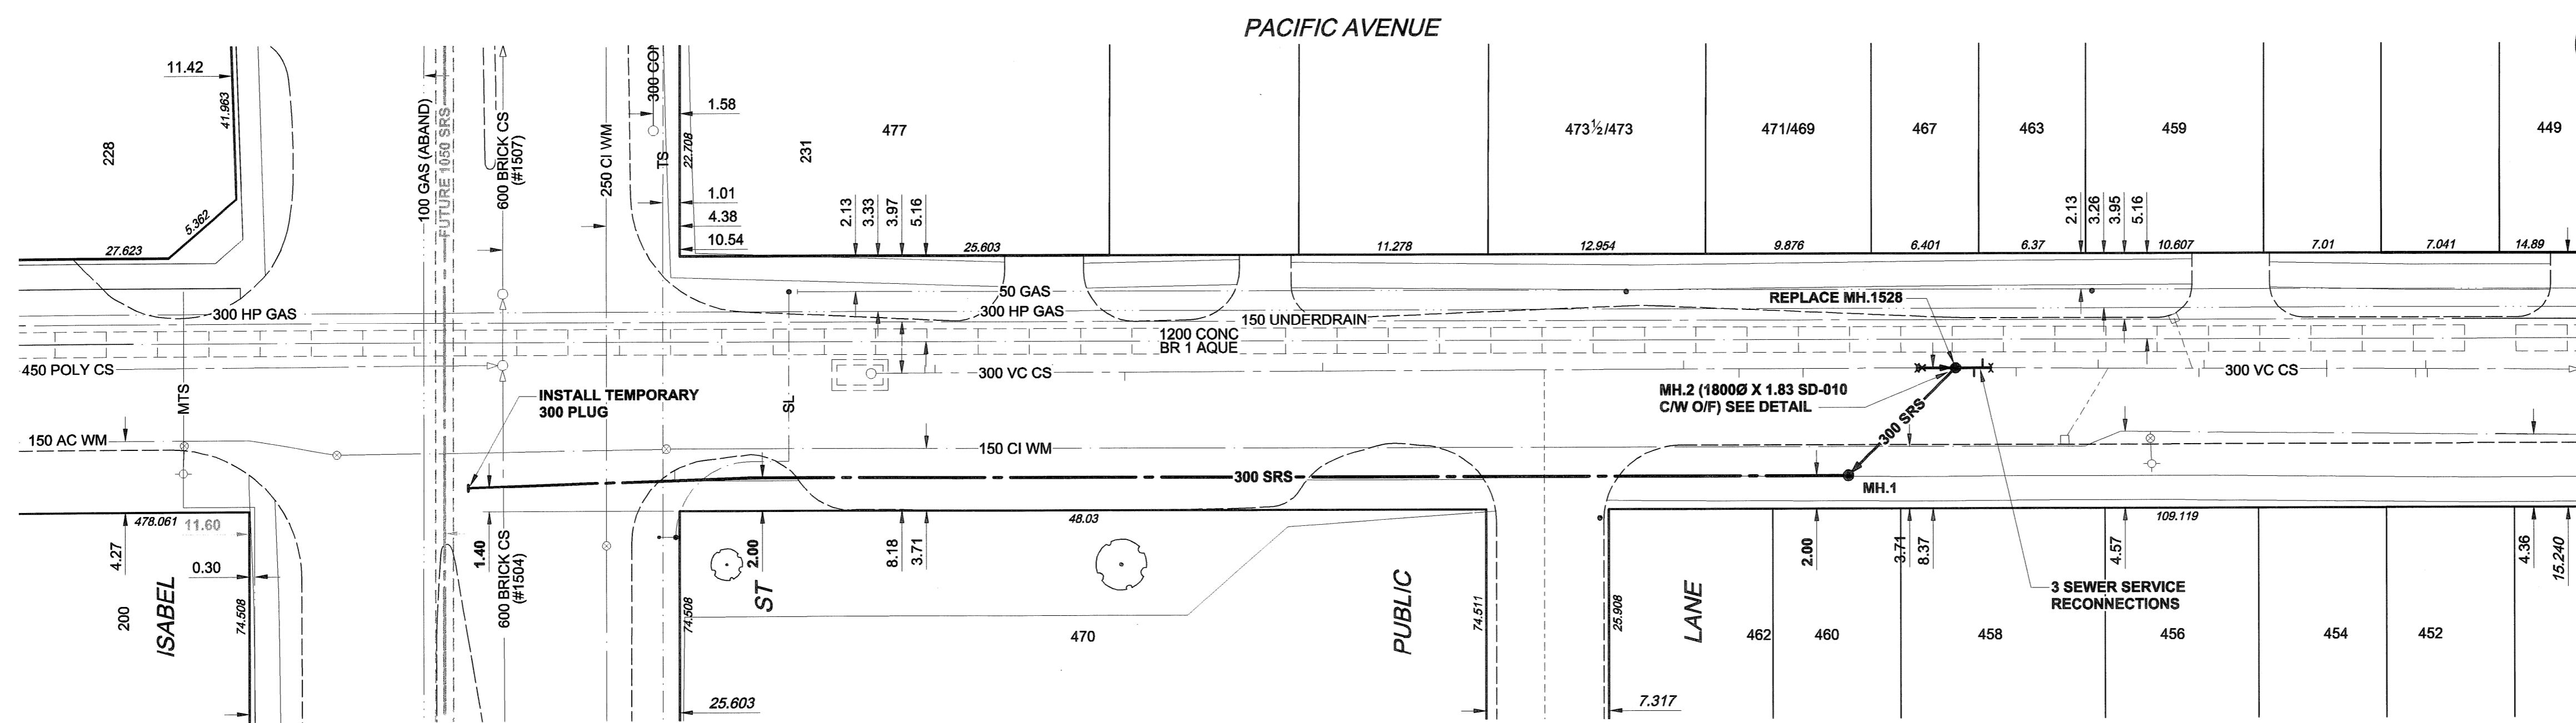 PACIFIC AVENUE
11.42
41.963
228
5.362
27.623
100 GAS (ABAND)
FUTURE 1050 SRS
600 BRICK CS
(#1507)
250 CI WM
TS
22.708
1.58
1.01
4.38
10.54
231
477
2.13
3.33
3.97
5.16
25.603
11.278
473½/473
12.954
471/469
9.876
467
6.401
463
6.37
2.13
3.26
3.95
5.16
459
10.607
7.01
7.041
449
14.89
300 HP GAS
50 GAS
300 HP GAS
150 UNDERDRAIN
1200 CONC
BR 1 AQUE
REPLACE MH.1528
450 POLY CS
MTS
INSTALL TEMPORARY
300 PLUG
SL
300 VC CS
MH.2 (1800Ø X 1.83 SD-010
C/W O/F) SEE DETAIL
300 SRS
300 VC CS
150 AC WM
150 CI WM
300 SRS
MH.1
478.061
11.60
4.27
0.30
200
ISABEL
74.508
1.40
600 BRICK CS
(#1504)
74.508
2.00
ST
8.18
3.71
48.03
470
25.603
PUBLIC
74.511
25.908
LANE
7.317
462
460
2.00
3.71
8.37
458
4.57
109.119
3 SEWER SERVICE
RECONNECTIONS
456
454
452
4.36
15.240